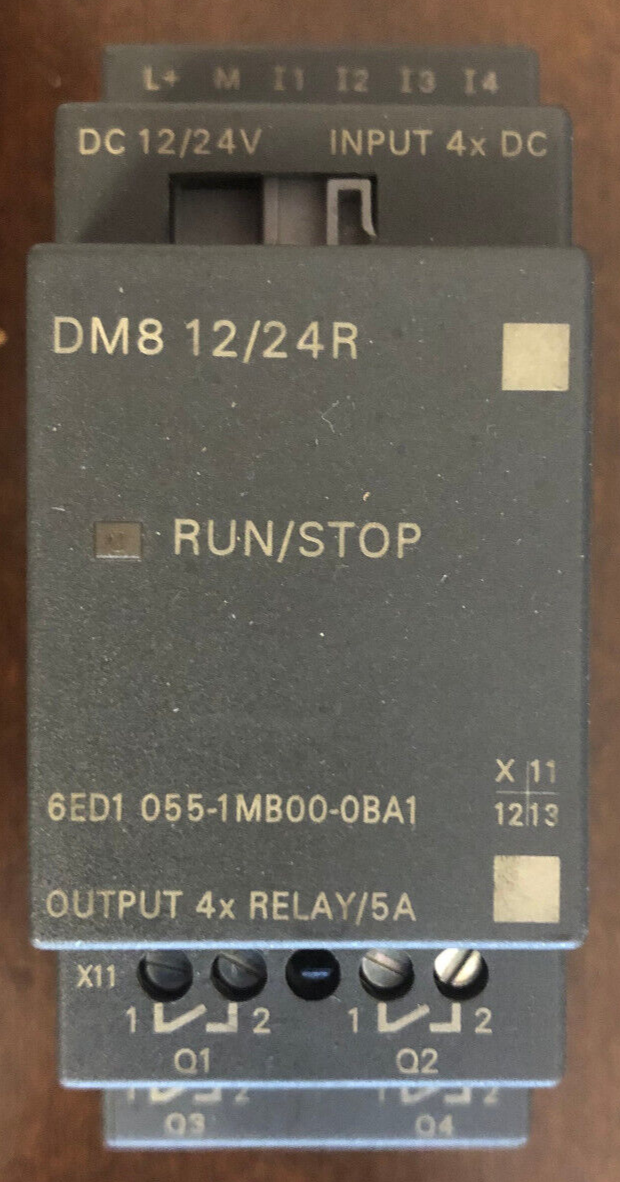 L+ M I1 I2 I3 I4
DC 12/24V INPUT 4x DC
DM8 12/24R
RUN/STOP
X 11
12 13
6ED1 055-1MB00-0BA1
OUTPUT 4x RELAY/5A
X11
1 2 1 2
Q1 Q2
1 2 1 2
Q3 Q4